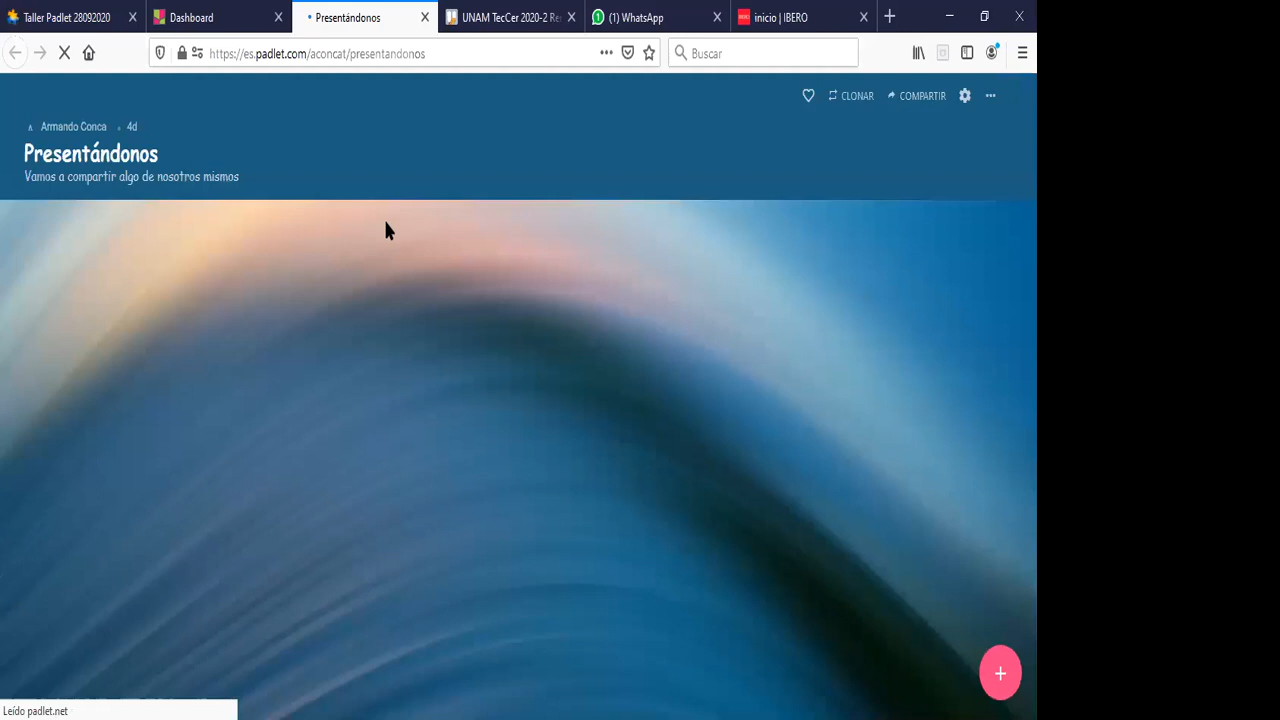 Taller Padlet 28092020
Dashboard
Presentándonos
UNAM TecCer 2020-2 Re
(1) WhatsApp
IBERO inicio | IBERO
https://es.padlet.com/aconcat/presentandonos
Buscar
CLONAR
COMPARTIR
Armando Conca
4d
Presentándonos
Vamos a compartir algo de nosotros mismos
Leído padlet.net